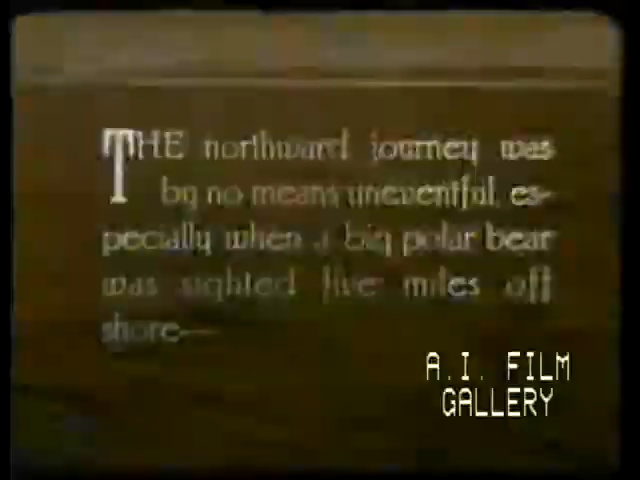 THE northward journey was
by no means uneventful, es-
pecially when a big polar bear
was sighted five miles off
shore—
A.I. FILM
GALLERY